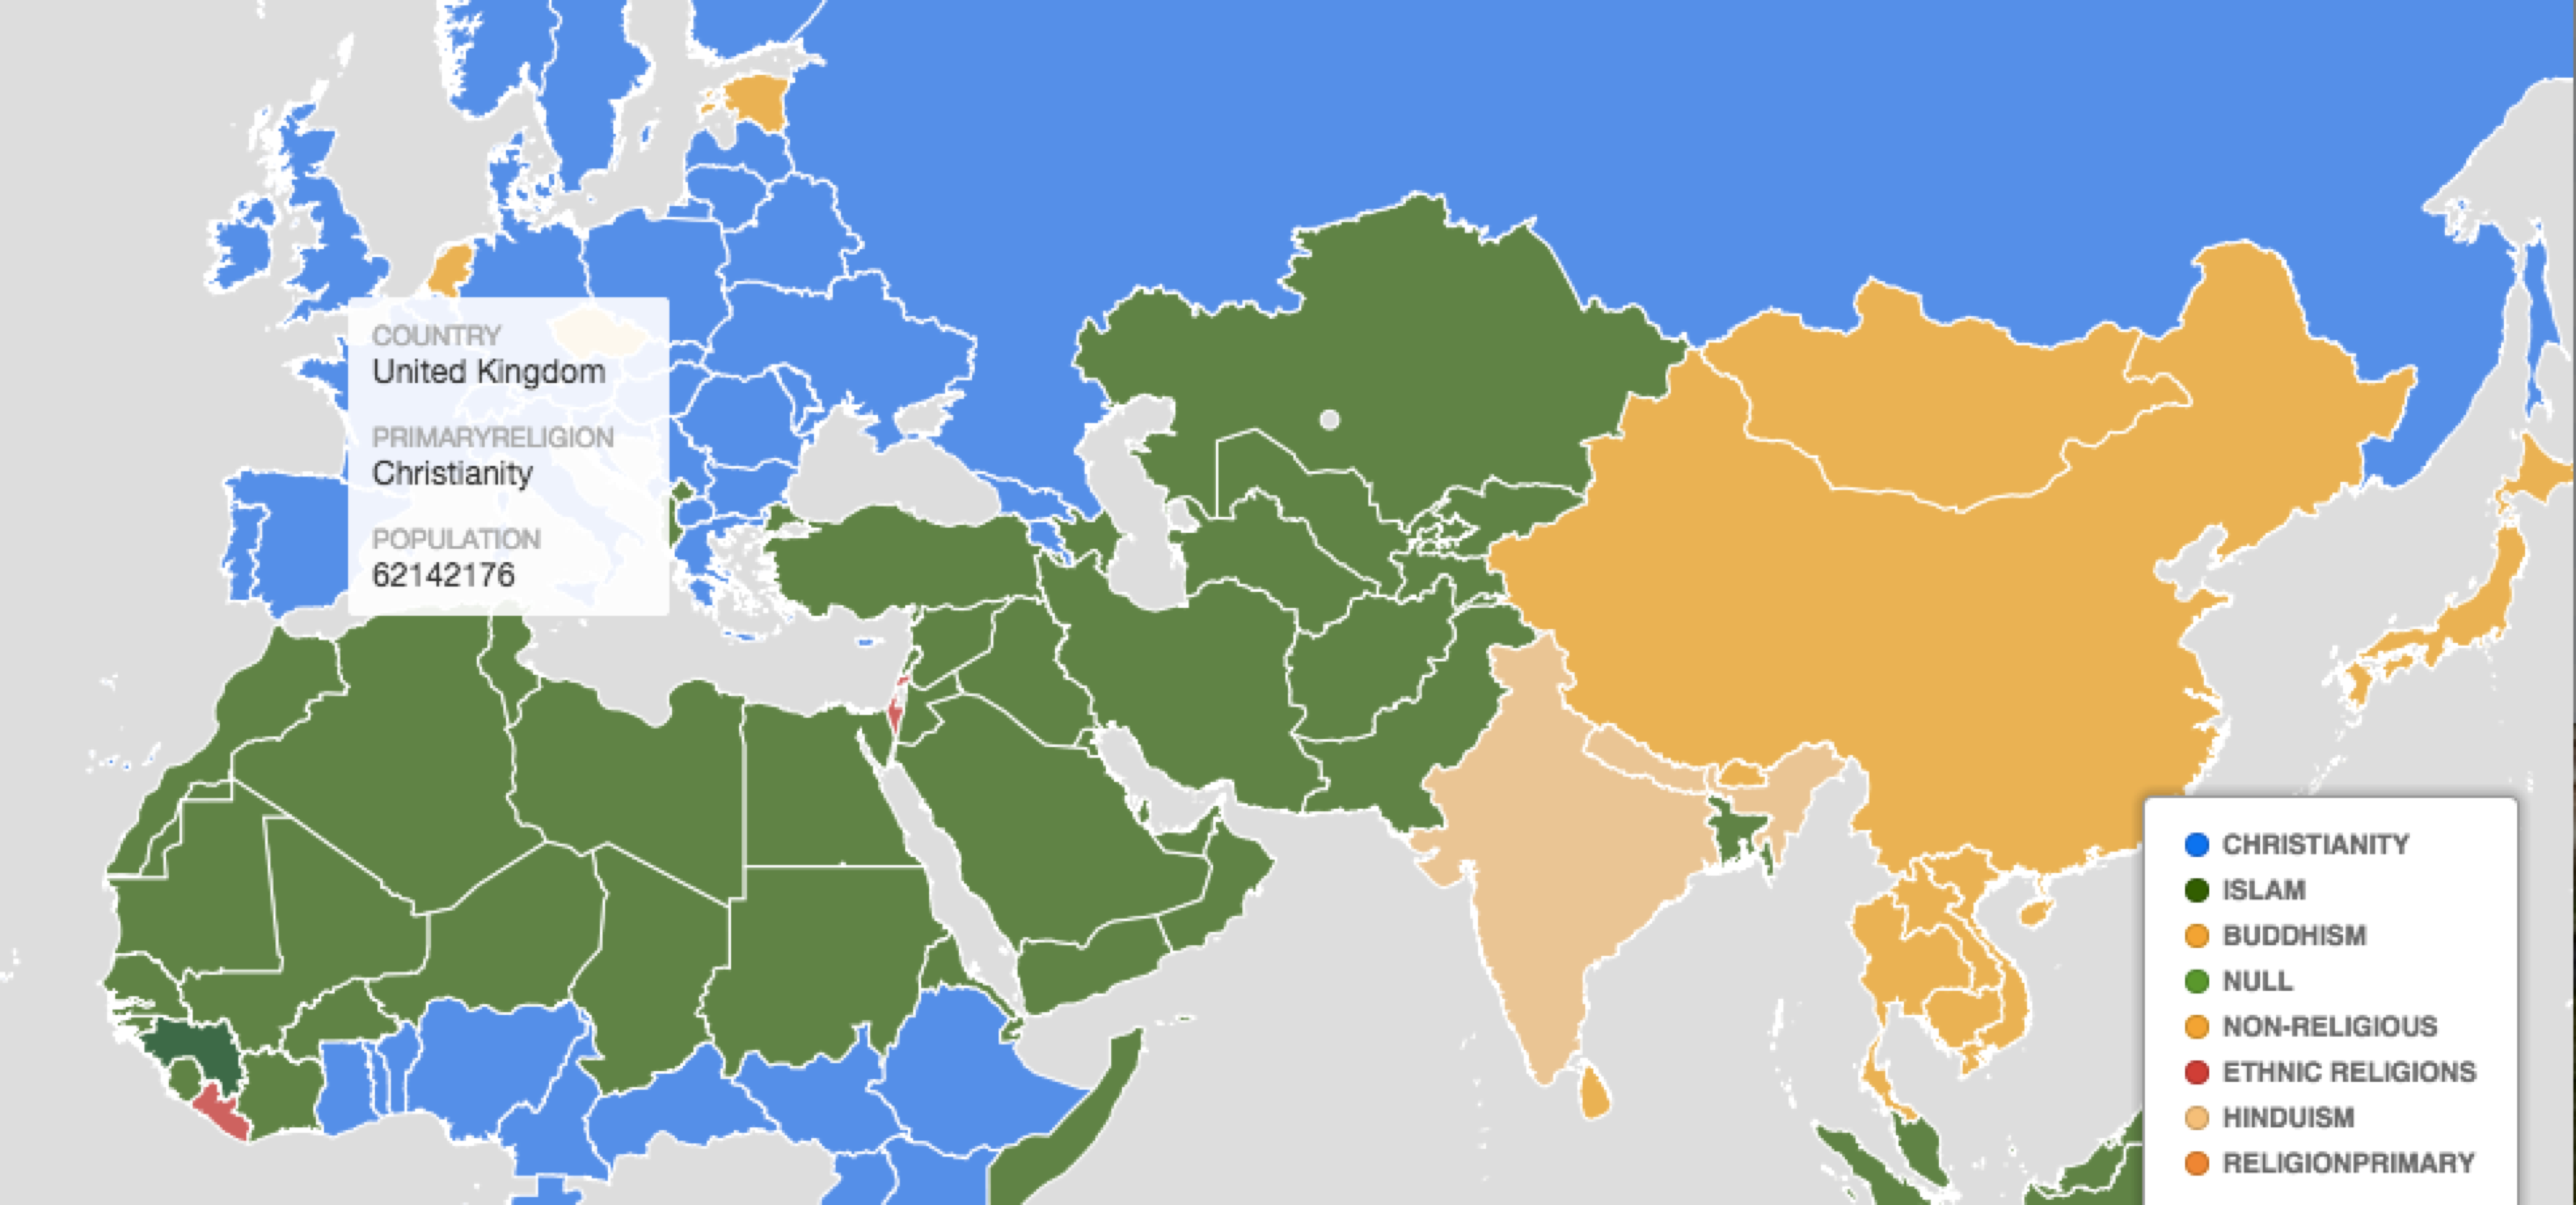 COUNTRY
United Kingdom
PRIMARYRELIGION
Christianity
POPULATION
62142176
CHRISTIANITY
ISLAM
BUDDHISM
NULL
NON-RELIGIOUS
ETHNIC RELIGIONS
HINDUISM
RELIGIONPRIMARY